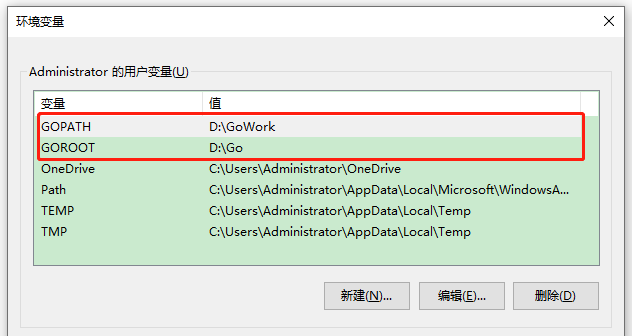 环境变量
Administrator 的用户变量(U)
变量 值
GOPATH D:\GoWork
GOROOT D:\Go
OneDrive C:\Users\Administrator\OneDrive
Path C:\Users\Administrator\AppData\Local\Microsoft\WindowsA...
TEMP C:\Users\Administrator\AppData\Local\Temp
TMP C:\Users\Administrator\AppData\Local\Temp
新建(N)... 编辑(E)... 删除(D)